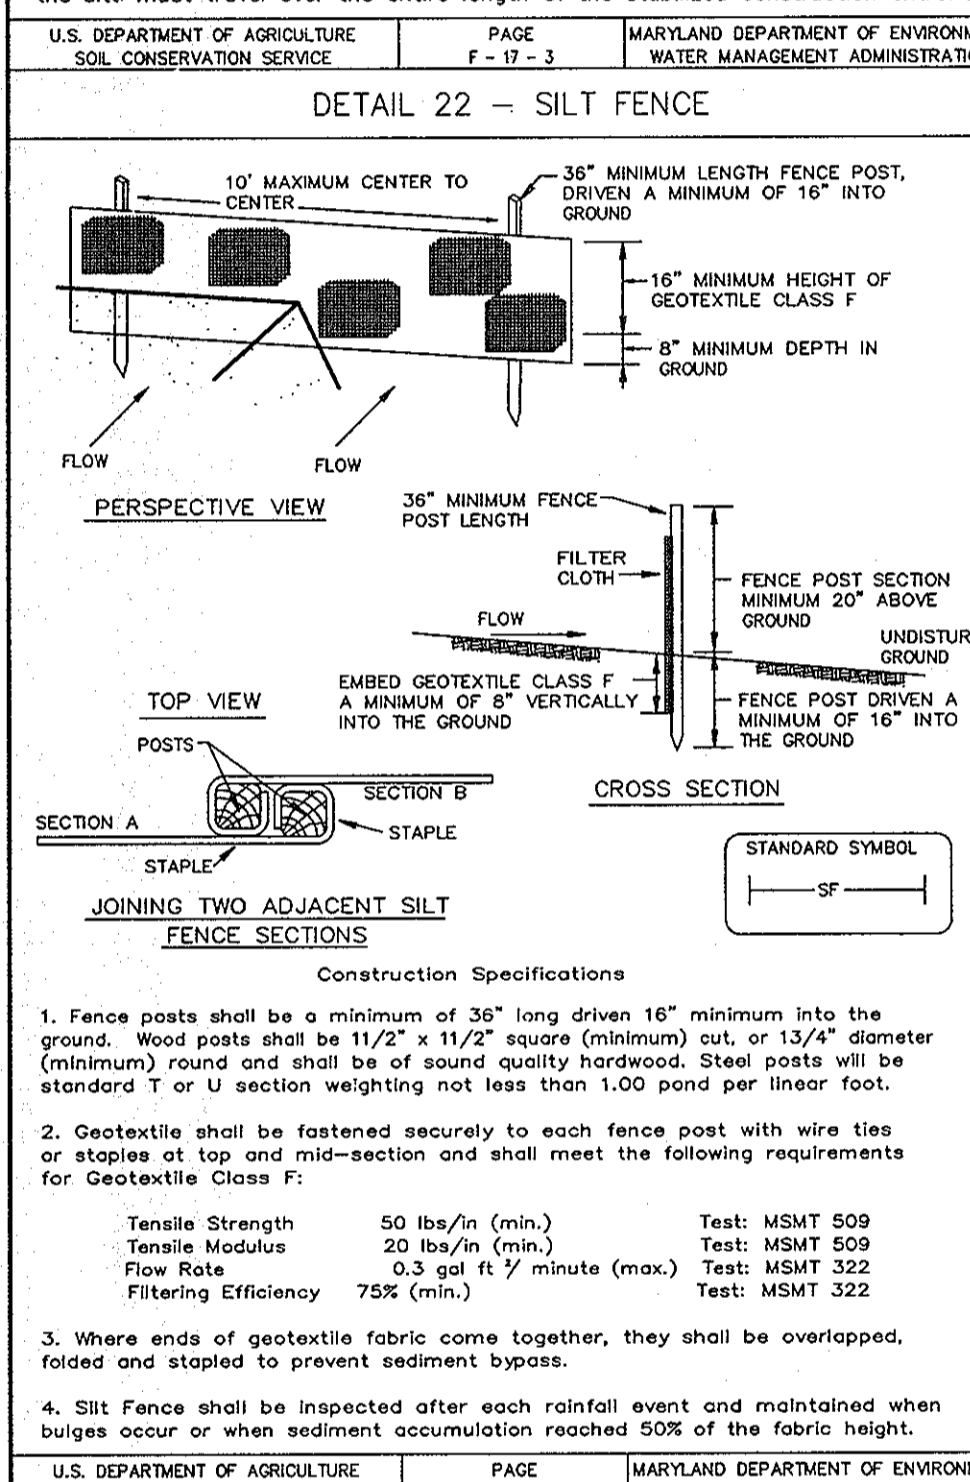 U.S. DEPARTMENT OF AGRICULTURE
SOIL CONSERVATION SERVICE
PAGE
F - 17 - 3
MARYLAND DEPARTMENT OF
WATER MANAGEMENT
DETAIL 22 - SILT FENCE
10' MAXIMUM CENTER TO
CENTER
36" MINIMUM LENGTH FENCE POST,
DRIVEN A MINIMUM OF 16" INTO
GROUND
16" MINIMUM HEIGHT OF
GEOTEXTILE CLASS F
8" MINIMUM DEPTH IN
GROUND
FLOW
FLOW
PERSPECTIVE VIEW
36" MINIMUM FENCE
POST LENGTH
FILTER
CLOTH
FLOW
FENCE POST SECTION
MINIMUM 20" ABOVE
GROUND
GROUND
EMBED GEOTEXTILE CLASS F
A MINIMUM OF 8" VERTICALLY
INTO THE GROUND
FENCE POST DRIVEN A
MINIMUM OF 16" INTO
THE GROUND
CROSS SECTION
TOP VIEW
POSTS
SECTION B
SECTION A
STAPLE
STAPLE
JOINING TWO ADJACENT SILT
FENCE SECTIONS
STANDARD SYMBOL
SF
Construction Specifications
1. Fence posts shall be a minimum of 36" long driven 16" minimum into the
ground. Wood posts shall be 11/2" x 11/2" square (minimum) cut, or 13/4" diameter
(minimum) round and shall be of sound quality hardwood. Steel posts will be
standard T or U section weighting not less than 1.00 pond per linear foot.
2. Geotextile shall be fastened securely to each fence post with wire ties
or staples at top and mid-section and shall meet the following requirements
for Geotextile Class F:
Tensile Strength 50 lbs/in (min.) Test: MSMT 509
Tensile Modulus 20 lbs/in (min.) Test: MSMT 509
Flow Rate 0.3 gal ft ²/ minute (max.) Test: MSMT 322
Filtering Efficiency 75% (min.) Test: MSMT 322
3. Where ends of geotextile fabric come together, they shall be overlapped,
folded and stapled to prevent sediment bypass.
4. Silt Fence shall be inspected after each rainfall event and maintained when
bulges occur or when sediment accumulation reached 50% of the fabric height.
U.S. DEPARTMENT OF AGRICULTURE
PAGE
MARYLAND DEPARTMENT OF